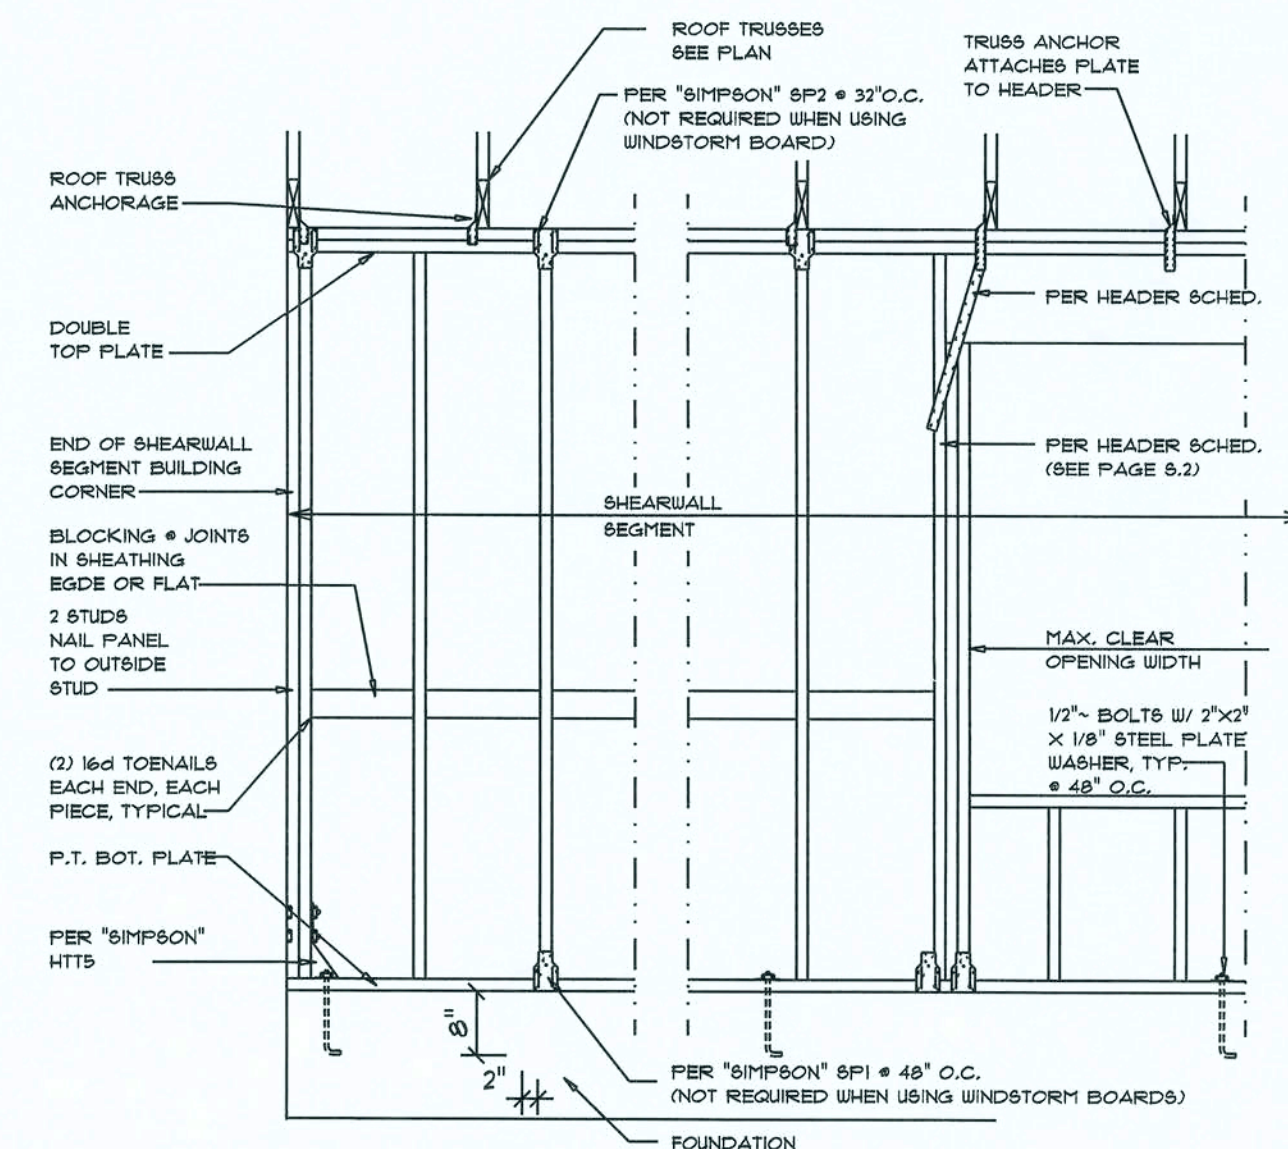 ROOF TRUSSES
SEE PLAN
TRUSS ANCHOR
ATTACHES PLATE
TO HEADER
PER "SIMPSON" SP2 @ 32"O.C.
(NOT REQUIRED WHEN USING
WINDSTORM BOARD)
ROOF TRUSS
ANCHORAGE
PER HEADER SCHED.
DOUBLE
TOP PLATE
END OF SHEARWALL
SEGMENT BUILDING
CORNER
PER HEADER SCHED.
(SEE PAGE S.2)
SHEARWALL
SEGMENT
BLOCKING @ JOINTS
IN SHEATHING
EGDE OR FLAT
2 STUDS
NAIL PANEL
TO OUTSIDE
STUD
MAX. CLEAR
OPENING WIDTH
1/2"~ BOLTS W/ 2"X2"
X 1/8" STEEL PLATE
WASHER, TYP.
@ 48" O.C.
(2) 16d TOENAILS
EACH END, EACH
PIECE, TYPICAL
P.T. BOT. PLATE
PER "SIMPSON"
HTT5
8"
2"
PER "SIMPSON" SP1 @ 48" O.C.
(NOT REQUIRED WHEN USING WINDSTORM BOARDS)
FOUNDATION